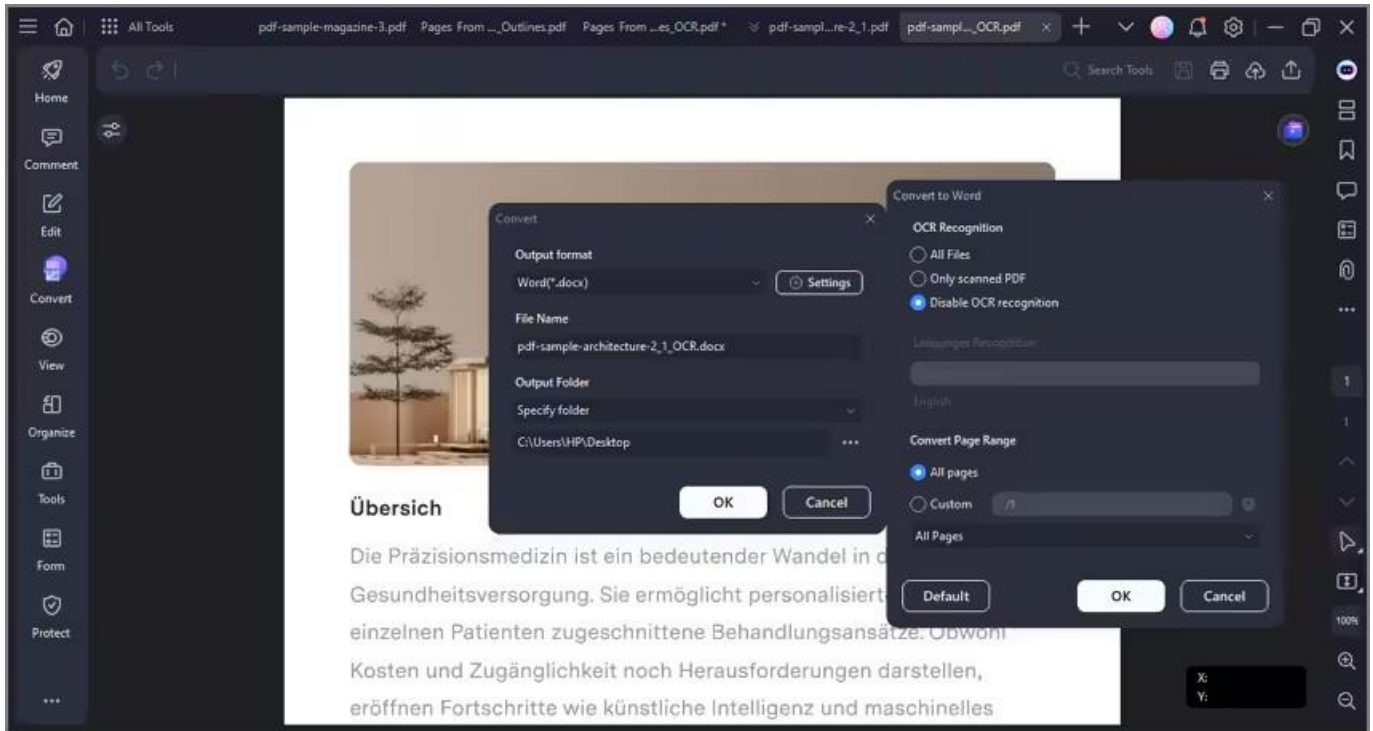 All Tools
pdf-sample-magazine-3.pdf
Pages From ..._Outlines.pdf
Pages From ...es_OCR.pdf *
pdf-sampl...re-2_1.pdf
pdf-sampl..._OCR.pdf
Search Tools
Home
Comment
Edit
Convert
View
Organize
Tools
Form
Protect
Convert
Output format
Word(*.docx)
Settings
File Name
pdf-sample-architecture-2_1_OCR.docx
Output Folder
Specify folder
C:\Users\HP\Desktop
OK
Cancel
Convert to Word
OCR Recognition
All Files
Only scanned PDF
Disable OCR recognition
Languages Recognition
English
Convert Page Range
All pages
Custom
/1
All Pages
Default
OK
Cancel
Übersich
Die Präzisionsmedizin ist ein bedeutender Wandel in d
Gesundheitsversorgung. Sie ermöglicht personalisiert
einzelnen Patienten zugeschnittene Behandlungsansätze. Obwohl
Kosten und Zugänglichkeit noch Herausforderungen darstellen,
eröffnen Fortschritte wie künstliche Intelligenz und maschinelles
1
1
100%
X:
Y: